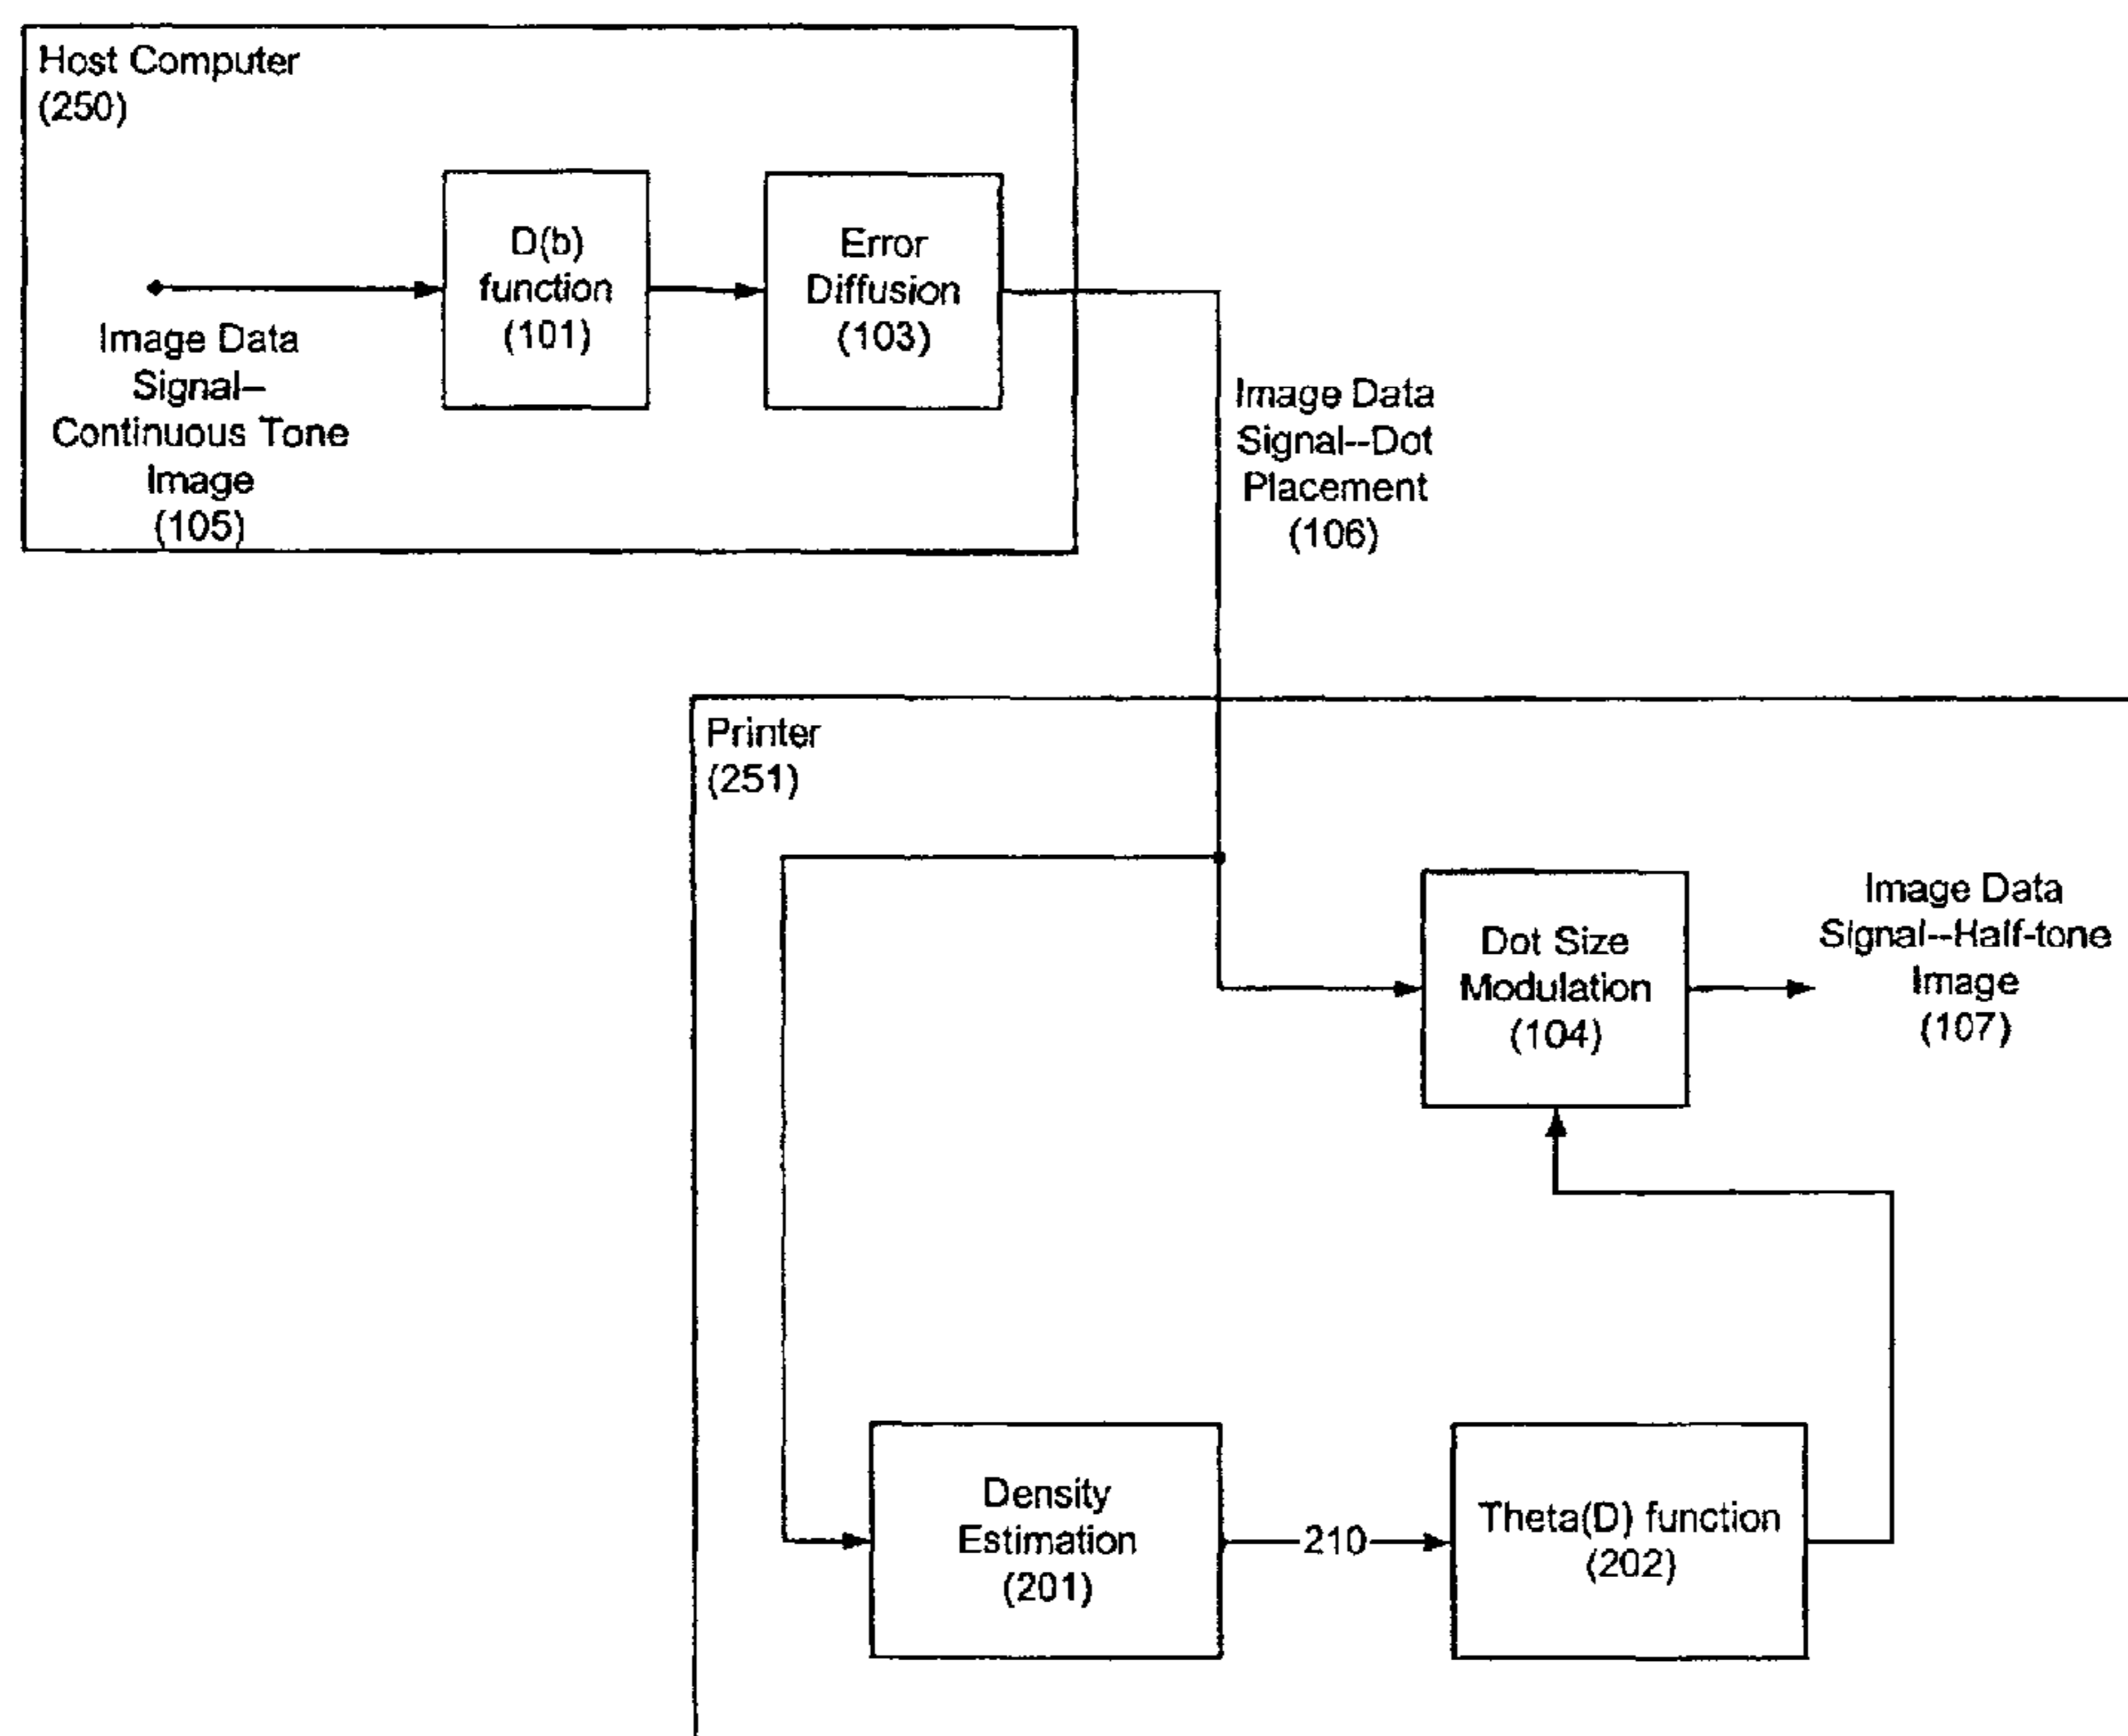 Host Computer
(250)
D(b)
function
(101)
Error
Diffusion
(103)
Image Data
Signal–
Continuous Tone
Image
(105)
Image Data
Signal--Dot
Placement
(106)
Printer
(251)
Dot Size
Modulation
(104)
Image Data
Signal--Half-tone
Image
(107)
Density
Estimation
(201)
210
Theta(D) function
(202)